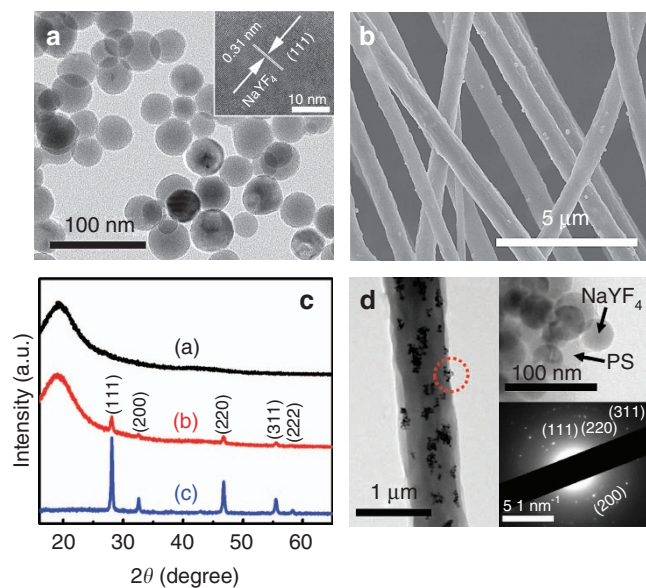 a
0.31 nm
(111)
NaYF4
10 nm
100 nm
b
5 μm
c
Intensity (a.u.)
(a)
(b)
(c)
(111)
(200)
(220)
(311)
(222)
20 30 40 50 60
2θ (degree)
d
1 μm
NaYF4
PS
100 nm
(311)
(220)
(111)
(200)
5 1 nm-1